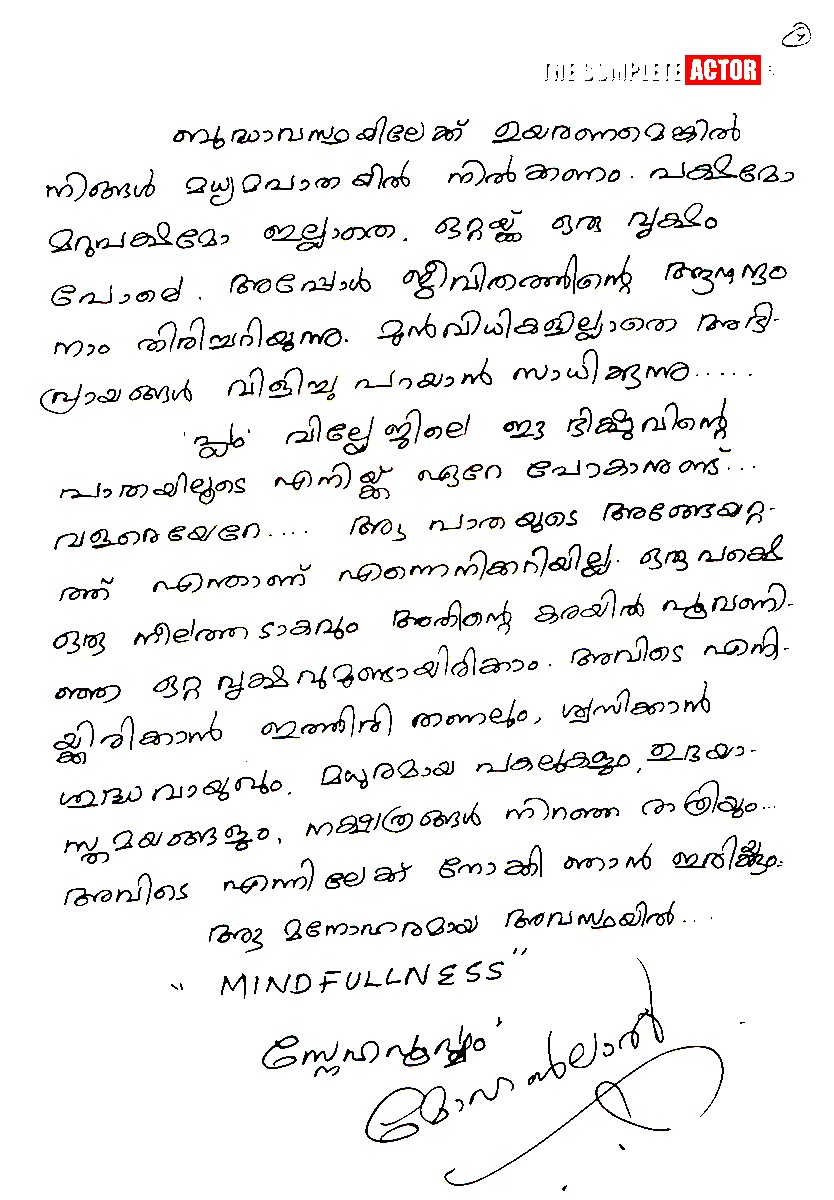 7
THE COMPLETE ACTOR
ബുദ്ധാവസ്ഥയിലേക്ക് ഉയരണമെങ്കിൽ
നിങ്ങൾ മധ്യമപാതയിൽ നിൽക്കണം. പക്ഷമോ
മറുപക്ഷമോ ഇല്ലാതെ. ഒറ്റയ്ക്ക് ഒരു വൃക്ഷം
പോലെ. അപ്പോൾ ജീവിതത്തിന്റെ ആനന്ദം
നാം തിരിച്ചറിയുന്നു. മുൻവിധികളില്ലാതെ അഭി-
പ്രായങ്ങൾ വിളിച്ചു പറയാൻ സാധിക്കുന്നു.....
'പ്ലം' വില്ലേജിലെ ഈ ഭിക്ഷുവിന്റെ
പാതയിലൂടെ എനിയ്ക്ക് ഏറേ പോകാനുണ്ട്...
വളരെയേറേ.... ആ പാതയുടെ അങ്ങേയറ്റ-
ത്ത് എന്താണ് എന്നെനിക്കറിയില്ല. ഒരു പക്ഷെ
ഒരു നീലത്തടാകവും അതിന്റെ കരയിൽ പൂവണി-
ഞ്ഞ ഒറ്റ വൃക്ഷവുമുണ്ടായിരിക്കാം. അവിടെ എനി-
യ്ക്കിരിക്കാൻ ഇത്തിരി തണലും, ശ്വസിക്കാൻ
ശുദ്ധവായുവും. മധുരമായ പകലുകളും, ഉദയാ-
സ്തമയങ്ങളും, നക്ഷത്രങ്ങൾ നിറഞ്ഞ രാത്രിയും...
അവിടെ എന്നിലേക്ക് നോക്കി ഞാൻ ഇരിക്കും.
ആ മനോഹരമായ അവസ്ഥയിൽ...
"MINDFULLNESS"
സ്നേഹപൂർവ്വം
മോഹൻലാൽ